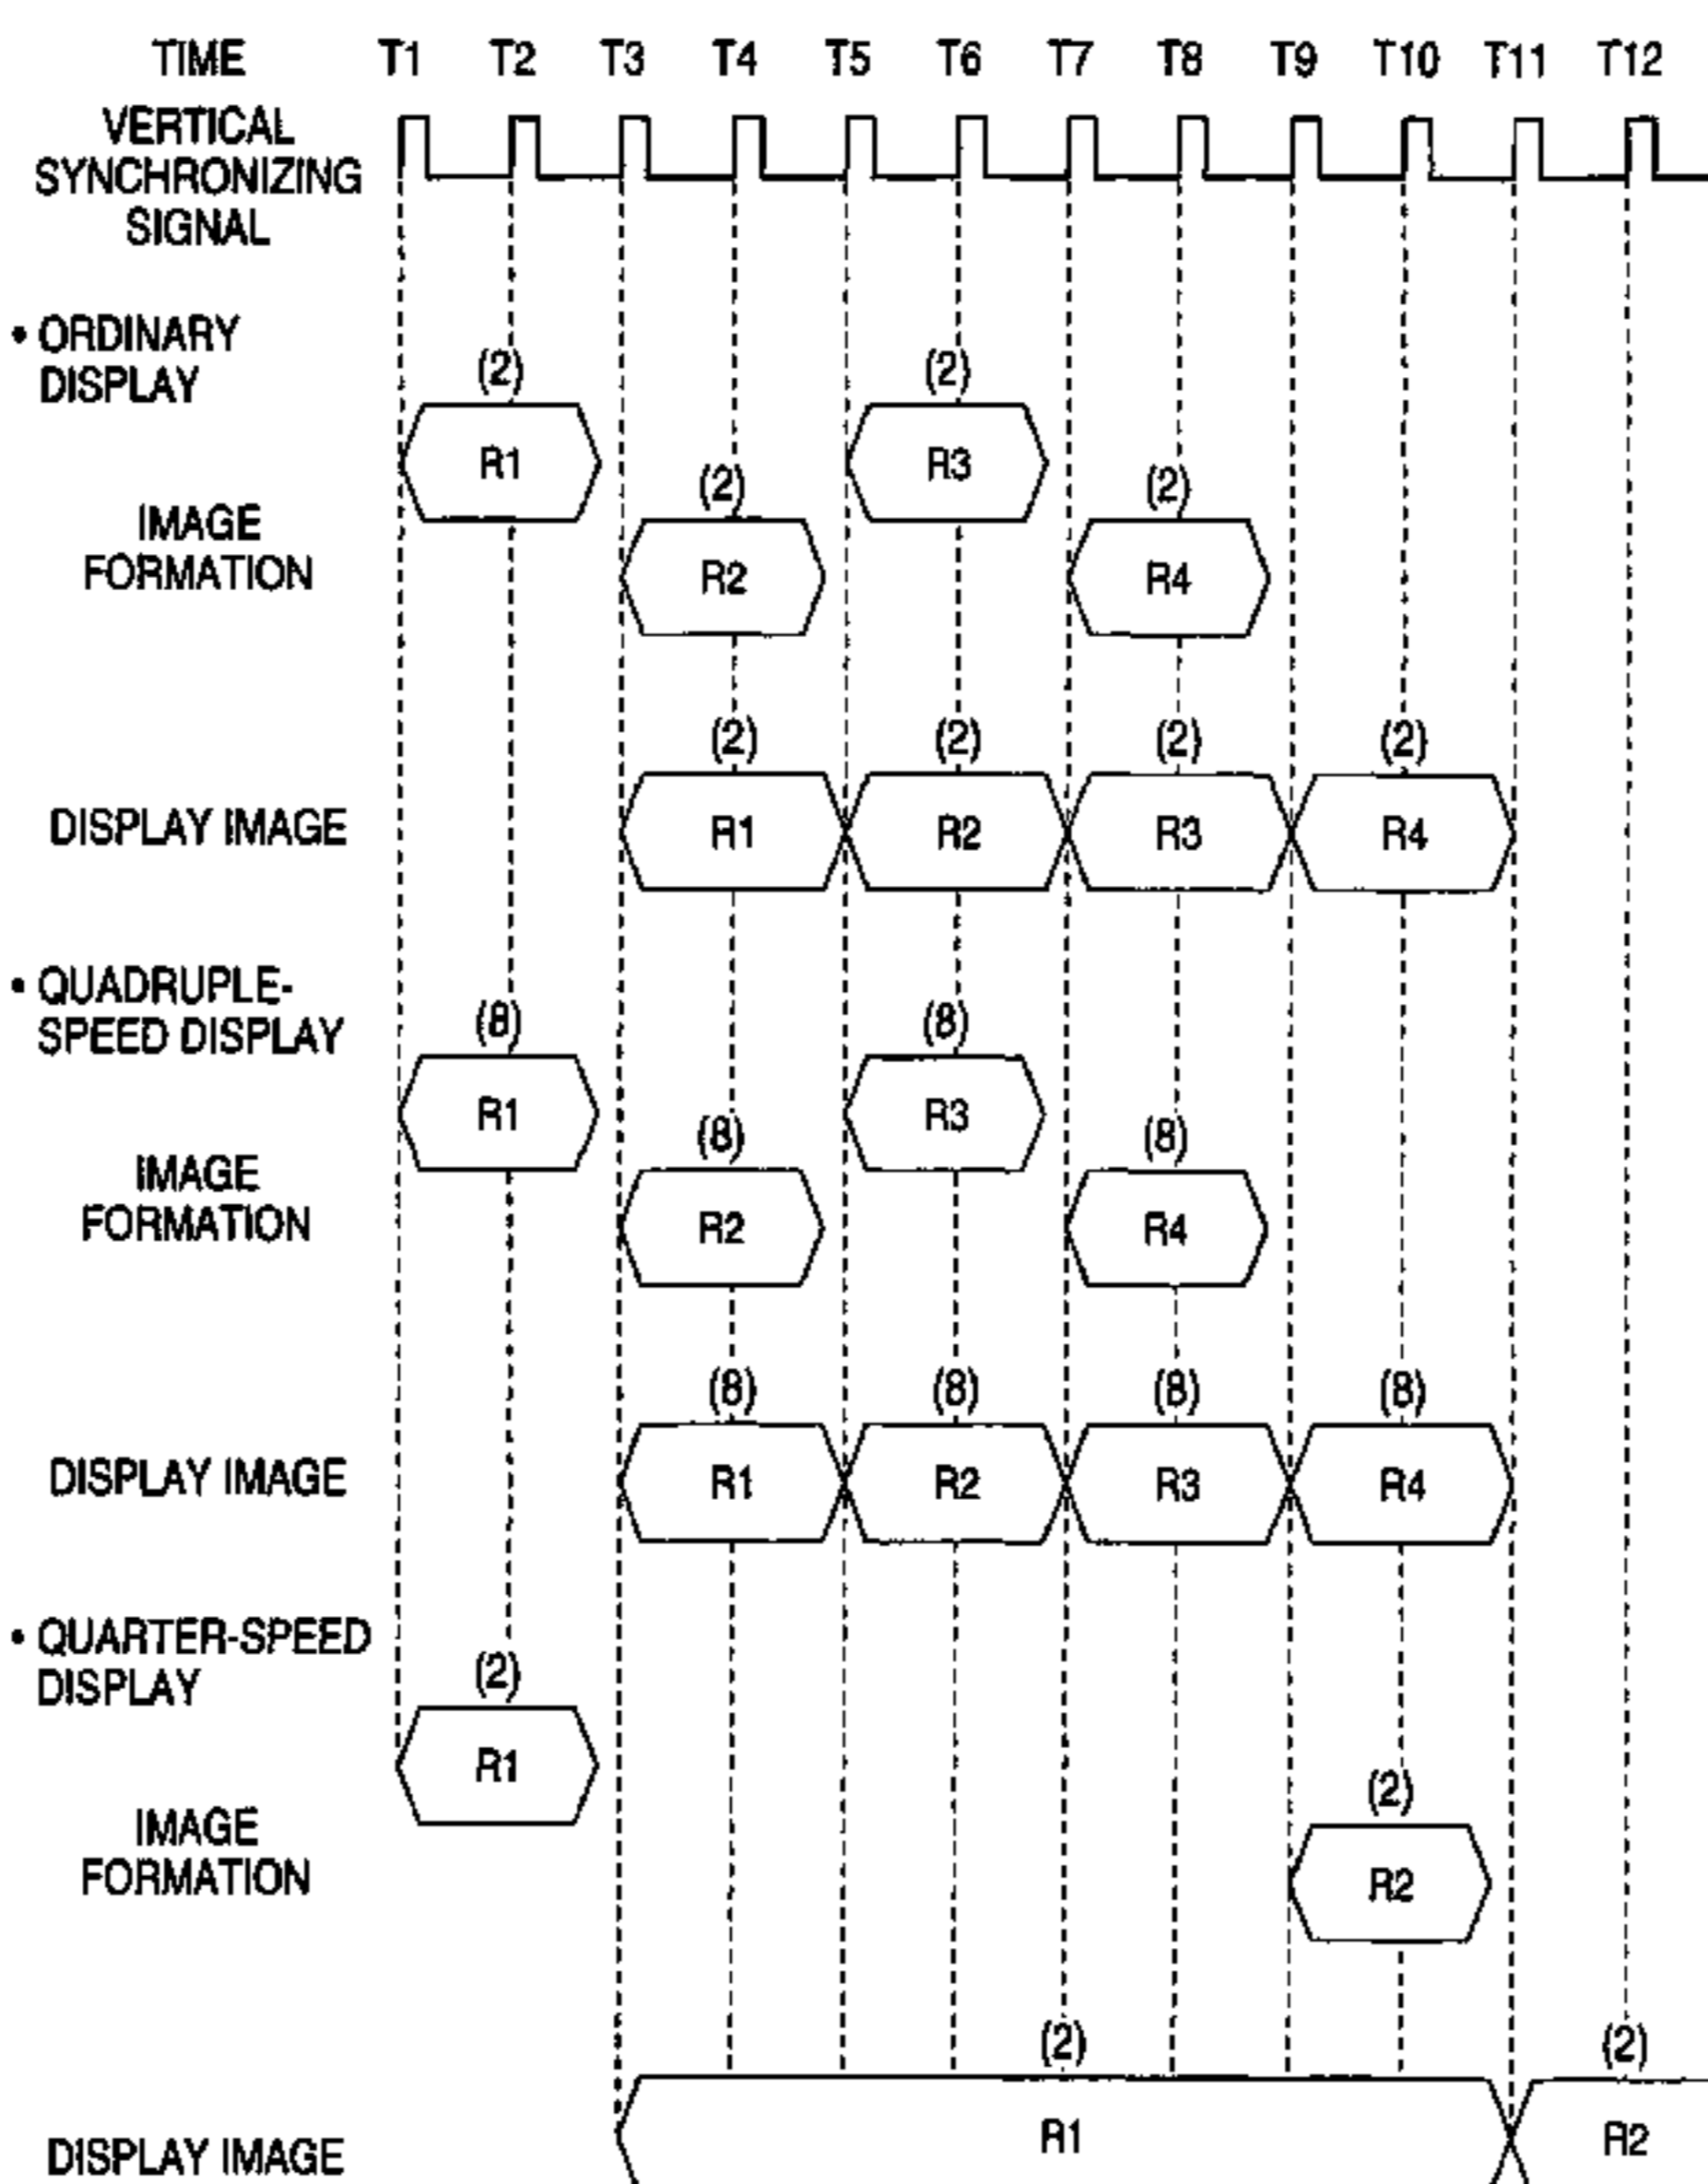 TIME T1 T2 T3 T4 T5 T6 T7 T8 T9 T10 T11 T12
VERTICAL
SYNCHRONIZING
SIGNAL
• ORDINARY
DISPLAY
(2) (2)
R1 R3
(2) (2)
IMAGE
FORMATION
R2 R4
(2) (2) (2) (2)
DISPLAY IMAGE R1 R2 R3 R4
• QUADRUPLE-
SPEED DISPLAY
(8) (8)
R1 R3
(8) (8)
IMAGE
FORMATION
R2 R4
(8) (8) (8) (8)
DISPLAY IMAGE R1 R2 R3 R4
• QUARTER-SPEED
DISPLAY
(2)
R1
(2)
IMAGE
FORMATION
R2
(2) (2)
DISPLAY IMAGE R1 R2